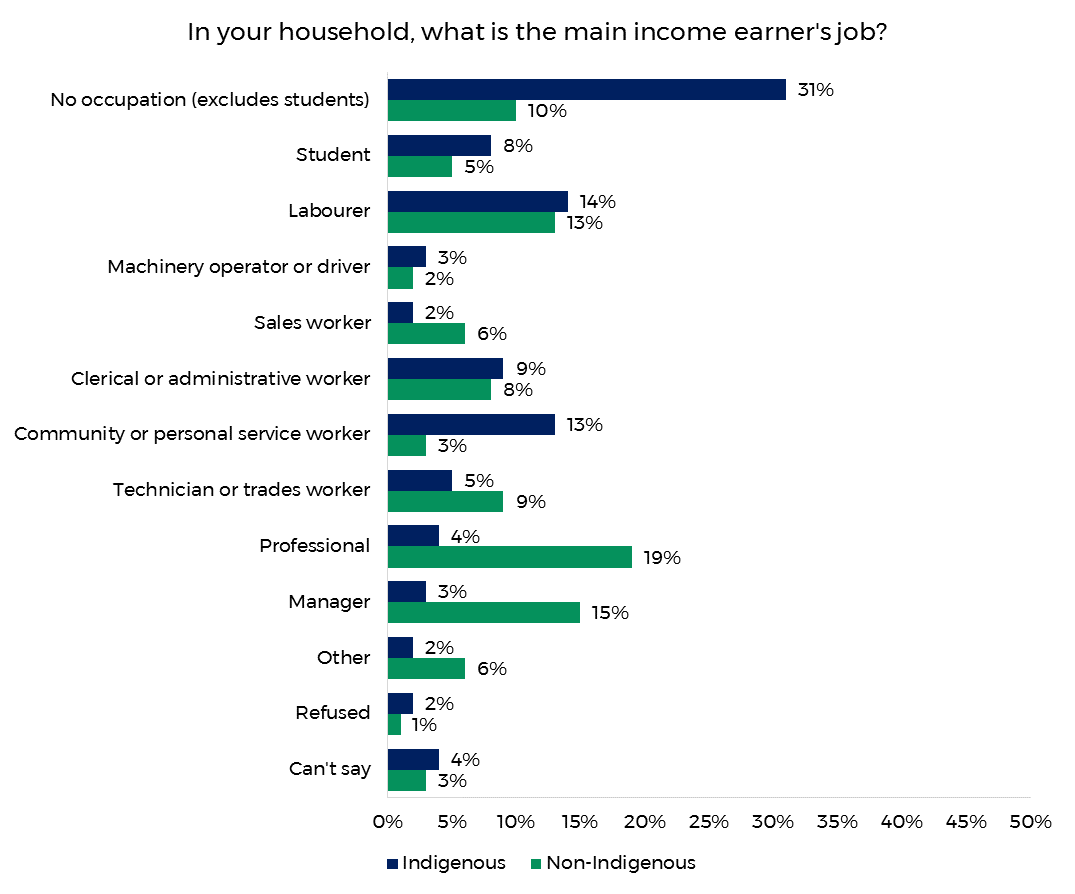 In your household, what is the main income earner's job?
No occupation (excludes students)
31%
10%
Student
8%
5%
Labourer
14%
13%
Machinery operator or driver
3%
2%
Sales worker
2%
6%
Clerical or administrative worker
9%
8%
Community or personal service worker
13%
3%
Technician or trades worker
5%
9%
Professional
4%
19%
Manager
3%
15%
Other
2%
6%
Refused
2%
1%
Can't say
4%
3%
0% 5% 10% 15% 20% 25% 30% 35% 40% 45% 50%
Indigenous Non-Indigenous